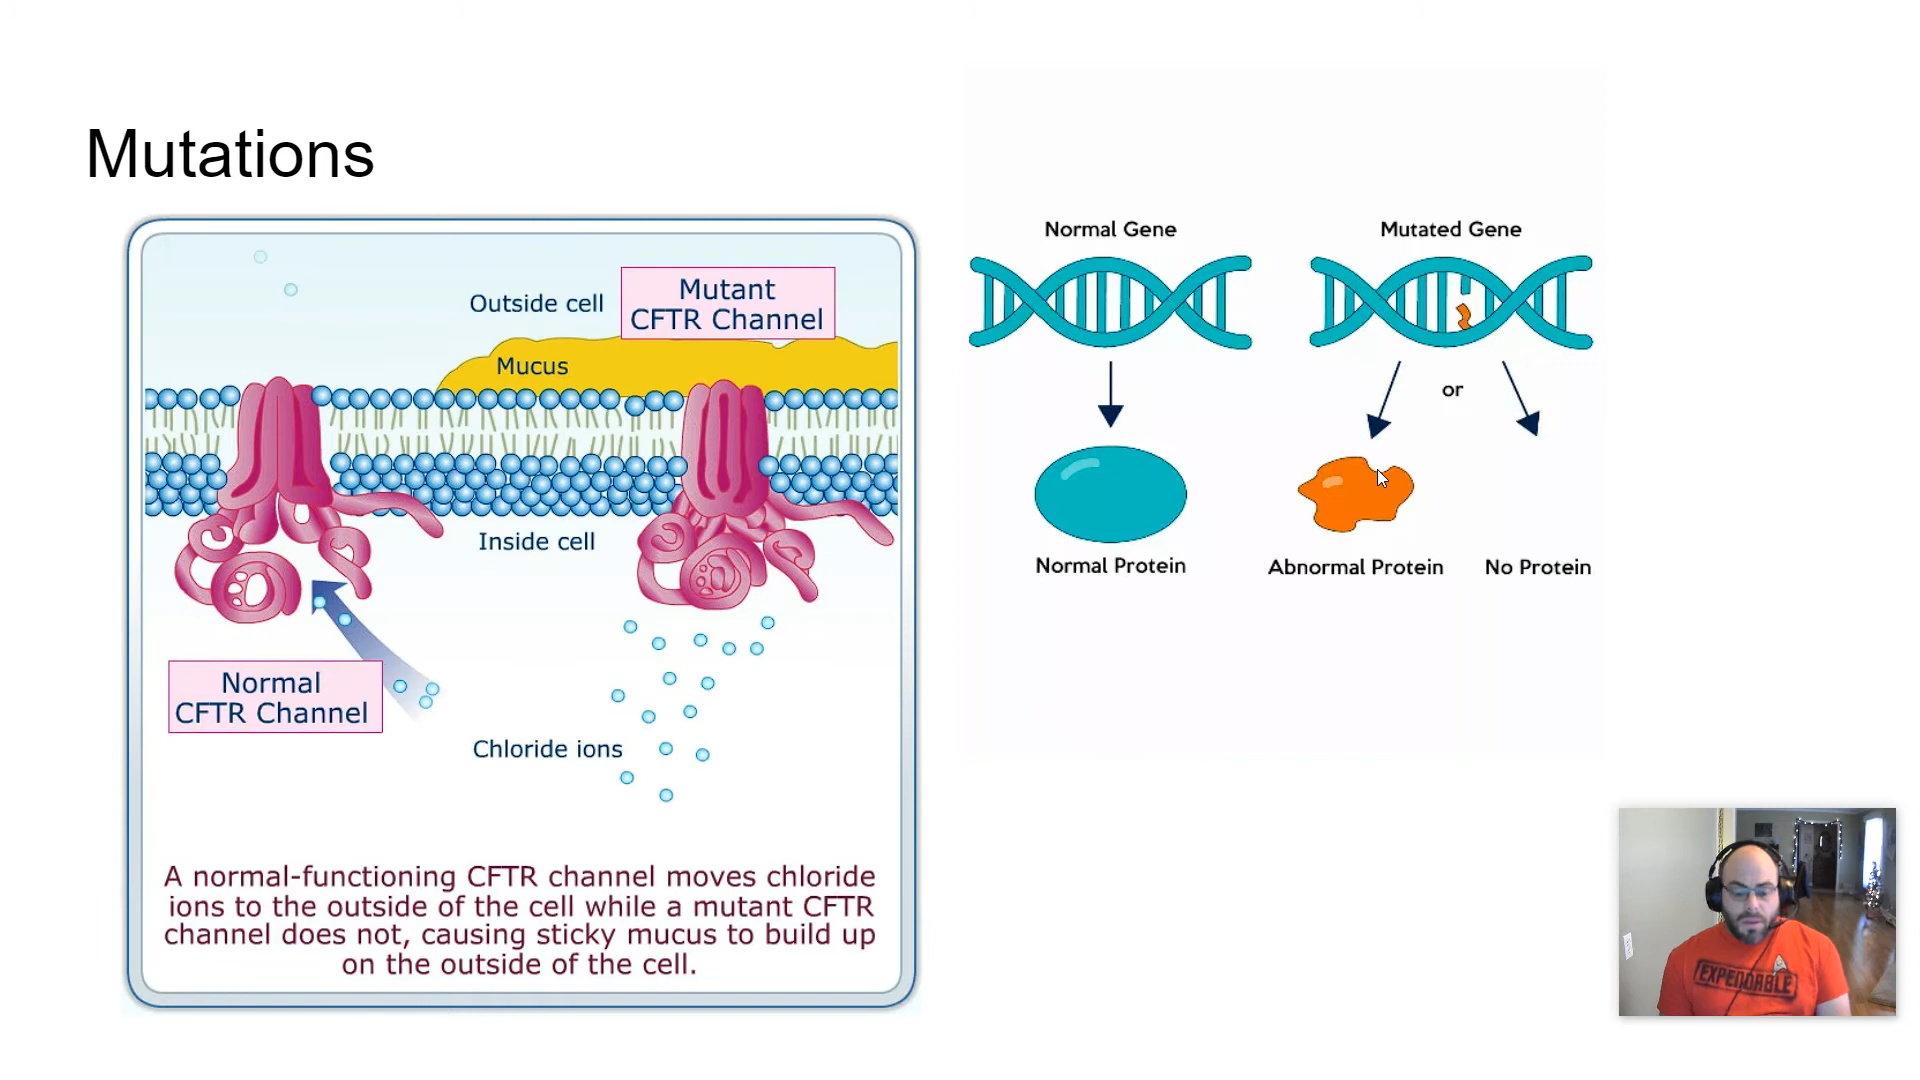 Mutations
Outside cell
Mutant
CFTR Channel
Mucus
Inside cell
Normal
CFTR Channel
Chloride ions
A normal-functioning CFTR channel moves chloride
ions to the outside of the cell while a mutant CFTR
channel does not, causing sticky mucus to build up
on the outside of the cell.
Normal Gene
Mutated Gene
or
Normal Protein
Abnormal Protein
No Protein
EXPENDABLE